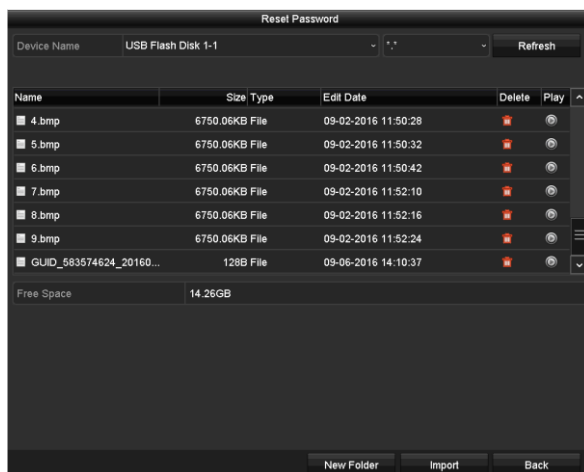 Reset Password
Device Name USB Flash Disk 1-1 *.* Refresh
Name Size Type Edit Date Delete Play
4.bmp 6750.06KB File 09-02-2016 11:50:28
5.bmp 6750.06KB File 09-02-2016 11:50:32
6.bmp 6750.06KB File 09-02-2016 11:50:42
7.bmp 6750.06KB File 09-02-2016 11:52:10
8.bmp 6750.06KB File 09-02-2016 11:52:16
9.bmp 6750.06KB File 09-02-2016 11:52:24
GUID_583574624_20160... 128B File 09-06-2016 14:10:37
Free Space 14.26GB
New Folder Import Back